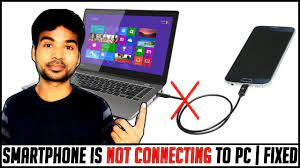 SMARTPHONE IS NOT CONNECTING TO PC | FIXED